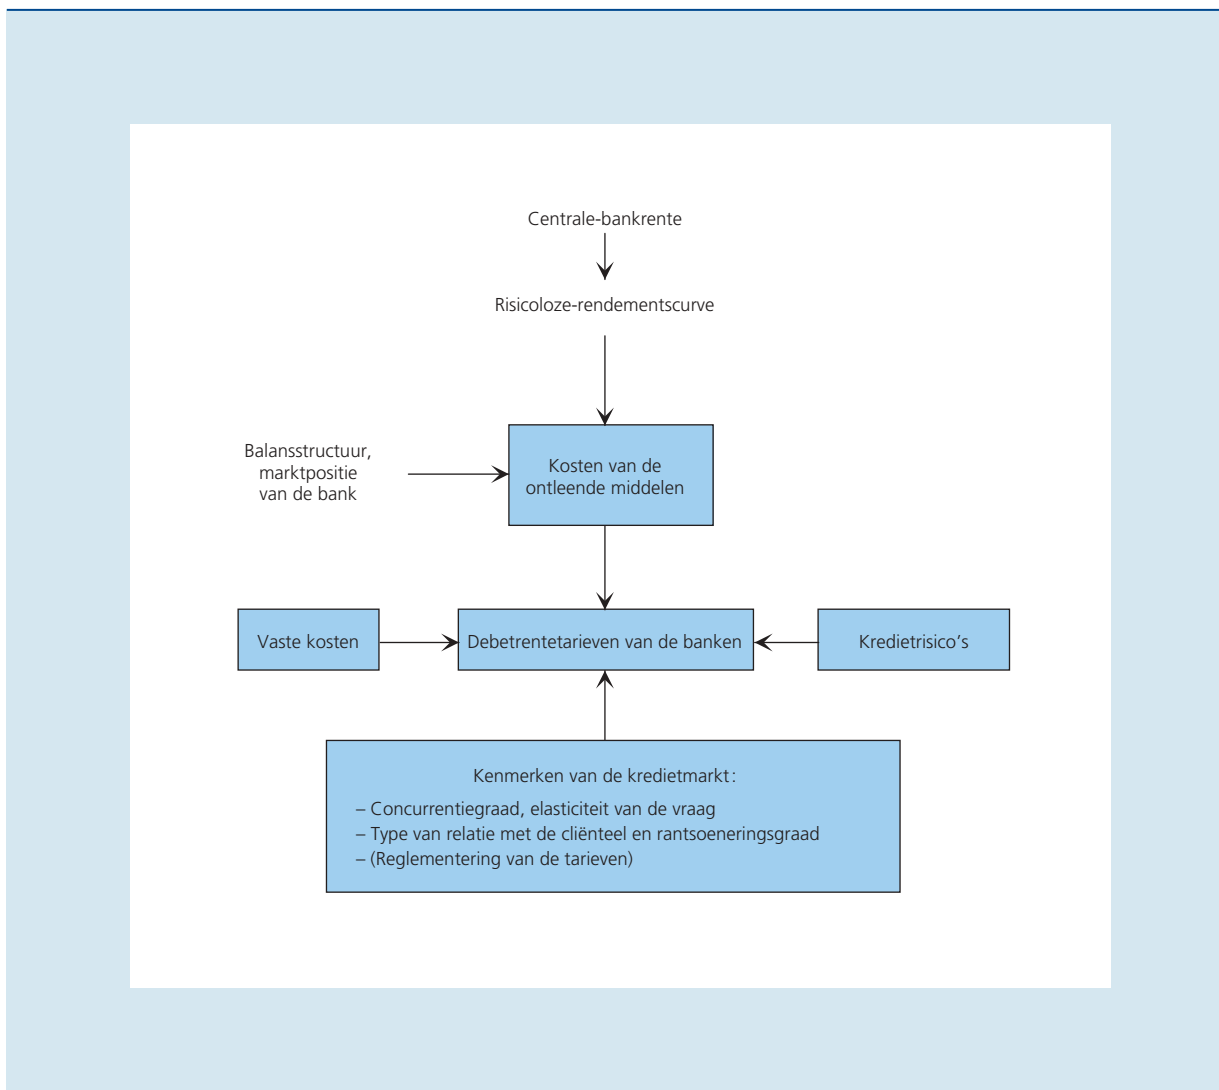 Centrale-bankrente
Risicoloze-rendementscurve
Balansstructuur,
marktpositie
van de bank
Kosten van de
ontleende middelen
Vaste kosten
Debetrentetarieven van de banken
Kredietrisico’s
Kenmerken van de kredietmarkt:
– Concurrentiegraad, elasticiteit van de vraag
– Type van relatie met de cliënteel en rantsoeneringsgraad
– (Reglementering van de tarieven)